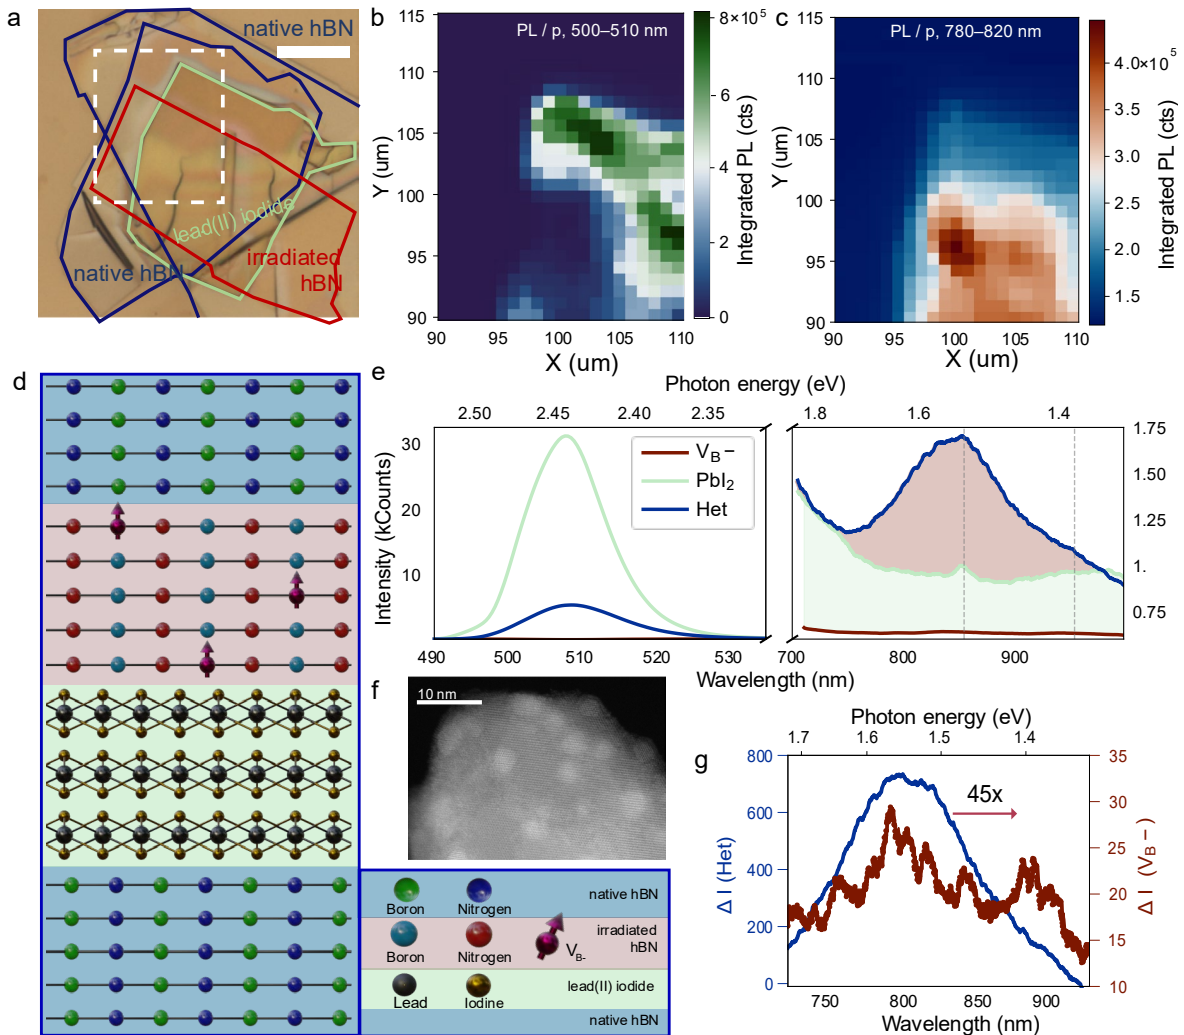 a
native hBN
lead(II) iodide
irradiated
hBN
native hBN
b
PL / p, 500–510 nm
Y (um)
115
110
105
100
95
90
90
100
110
X (um)
8×10⁵
6
4
2
0
Integrated PL (cts)
c
PL / p, 780–820 nm
Y (um)
115
110
105
100
95
90
90
95
100
105
110
X (um)
4.0×10⁵
3.5
3.0
2.5
2.0
1.5
Integrated PL (cts)
d
Boron
Nitrogen
native hBN
Boron
Nitrogen
V_B-
irradiated
hBN
Lead
Iodine
lead(II) iodide
native hBN
e
Photon energy (eV)
2.50 2.45 2.40 2.35 1.8 1.6 1.4
V_B−
PbI₂
Het
Intensity (kCounts)
30
20
10
1.75
1.50
1.25
1.
0.75
490 500 510 520 530 700 800 900
Wavelength (nm)
f
10 nm
g
Photon energy (eV)
1.7 1.6 1.5 1.4
45x
Δ I (Het)
800
600
400
200
0
Δ I (V_B−)
35
30
25
20
15
10
750 800 850 900
Wavelength (nm)